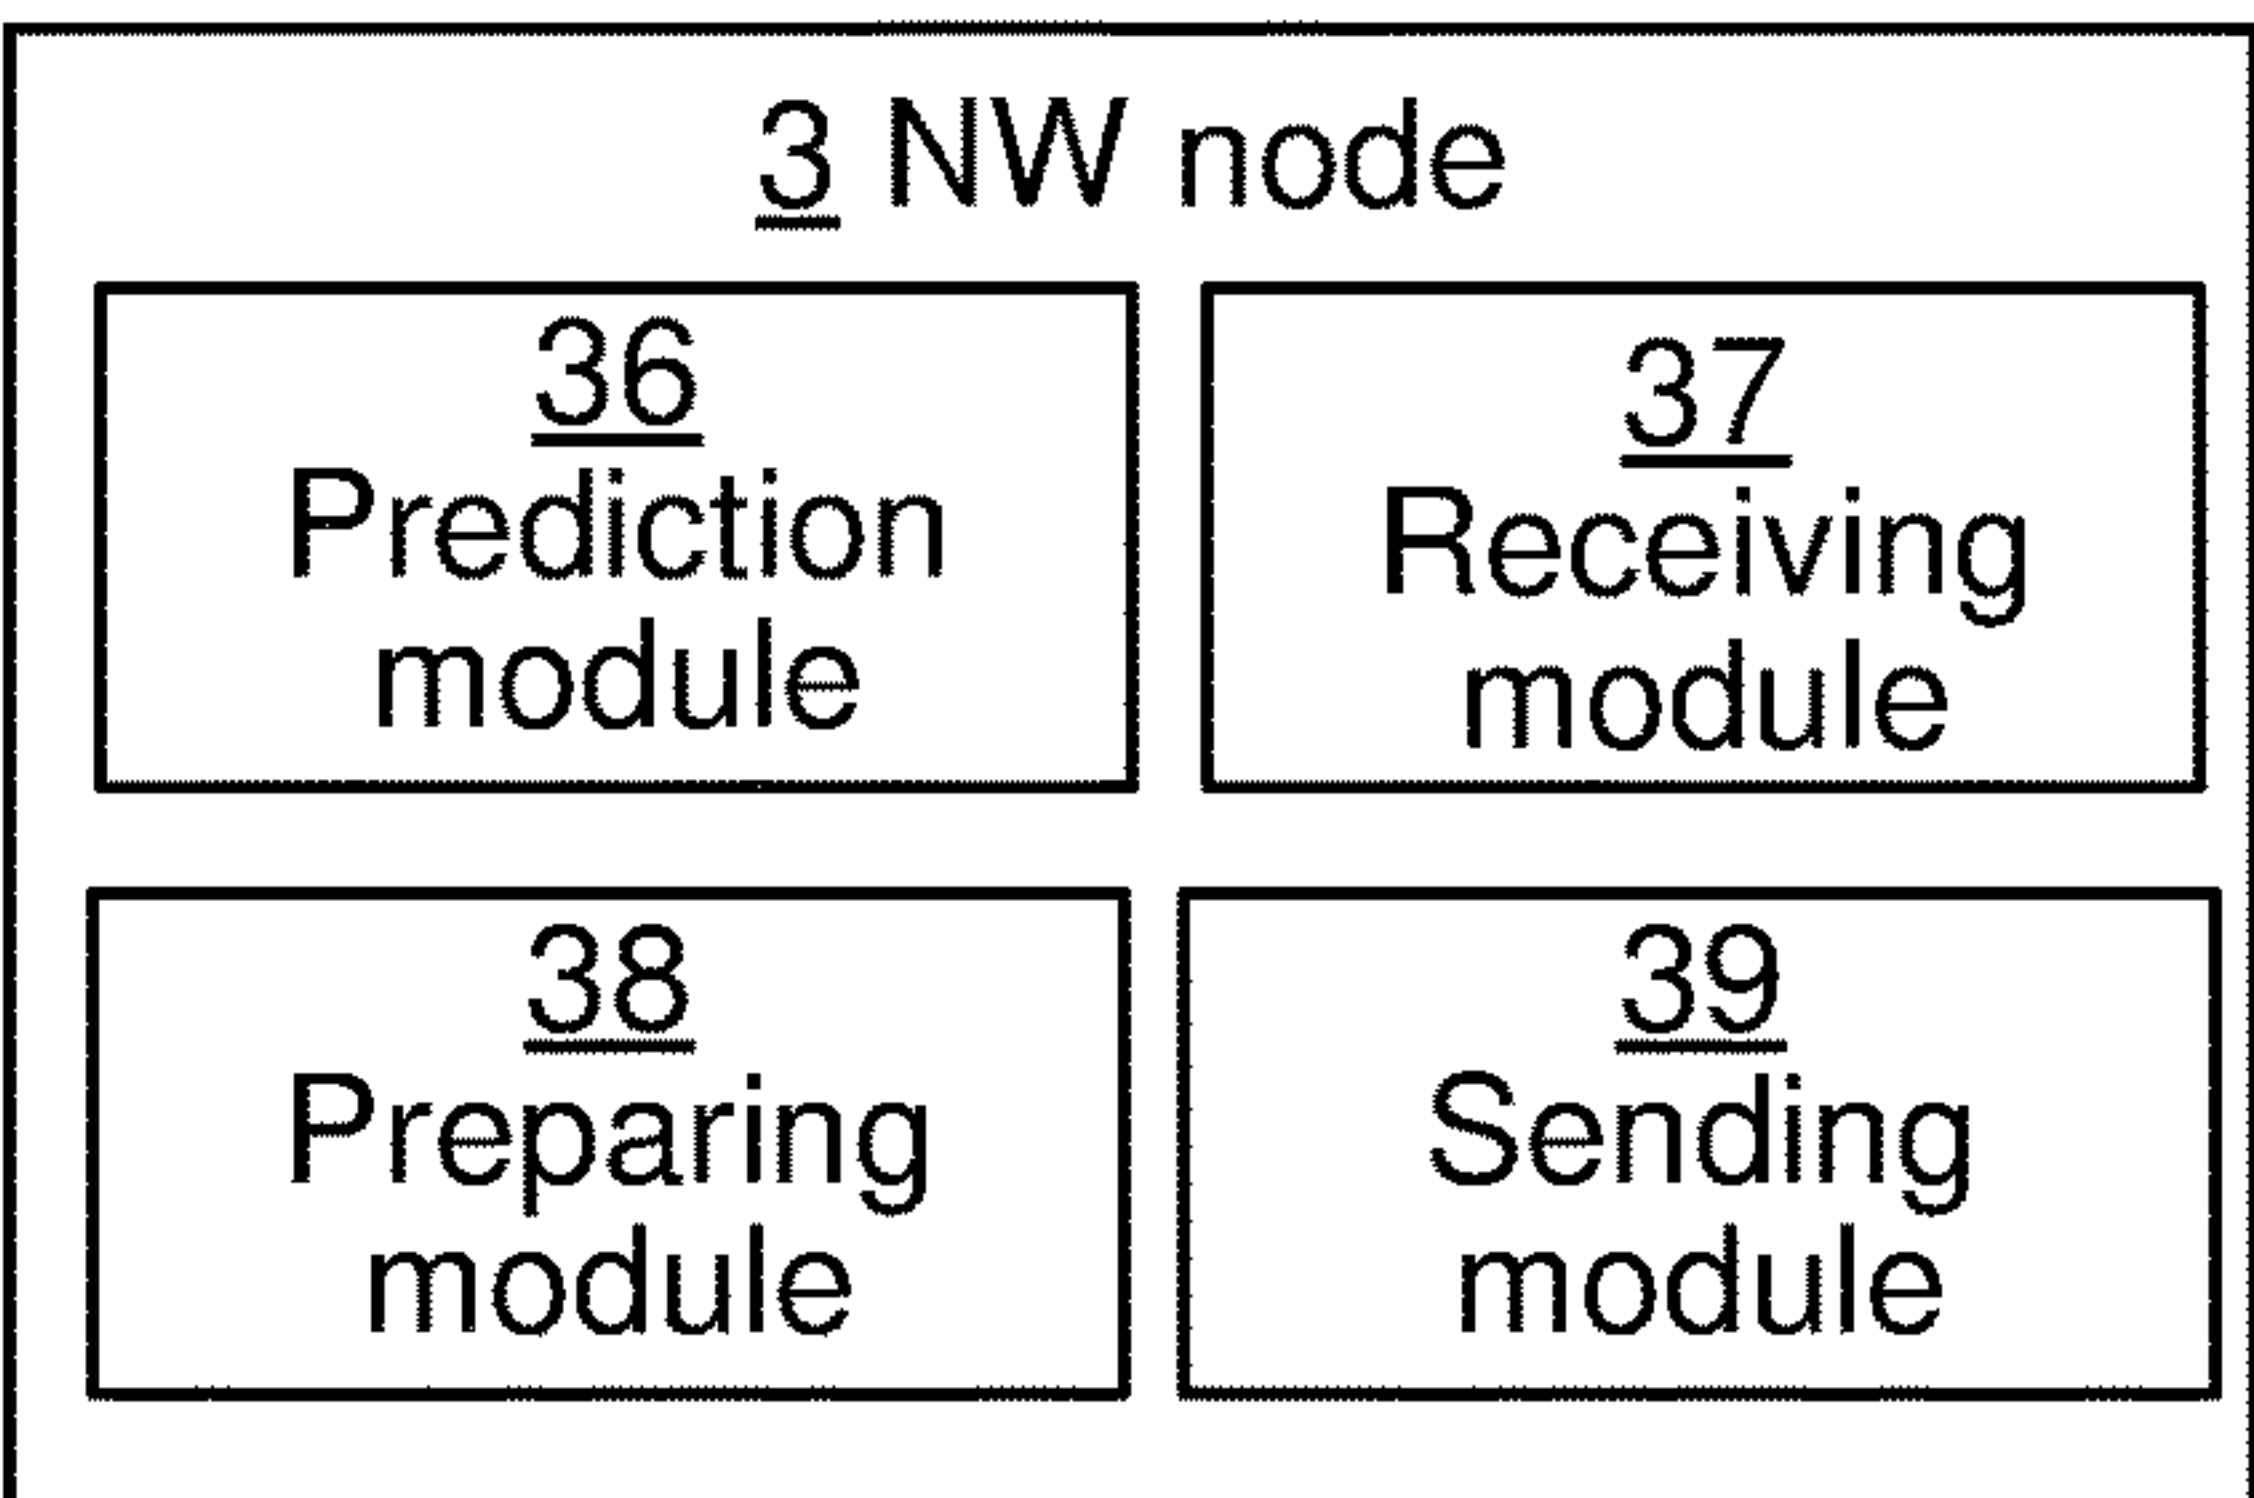 3 NW node
36
Prediction
module
37
Receiving
module
38
Preparing
module
39
Sending
module